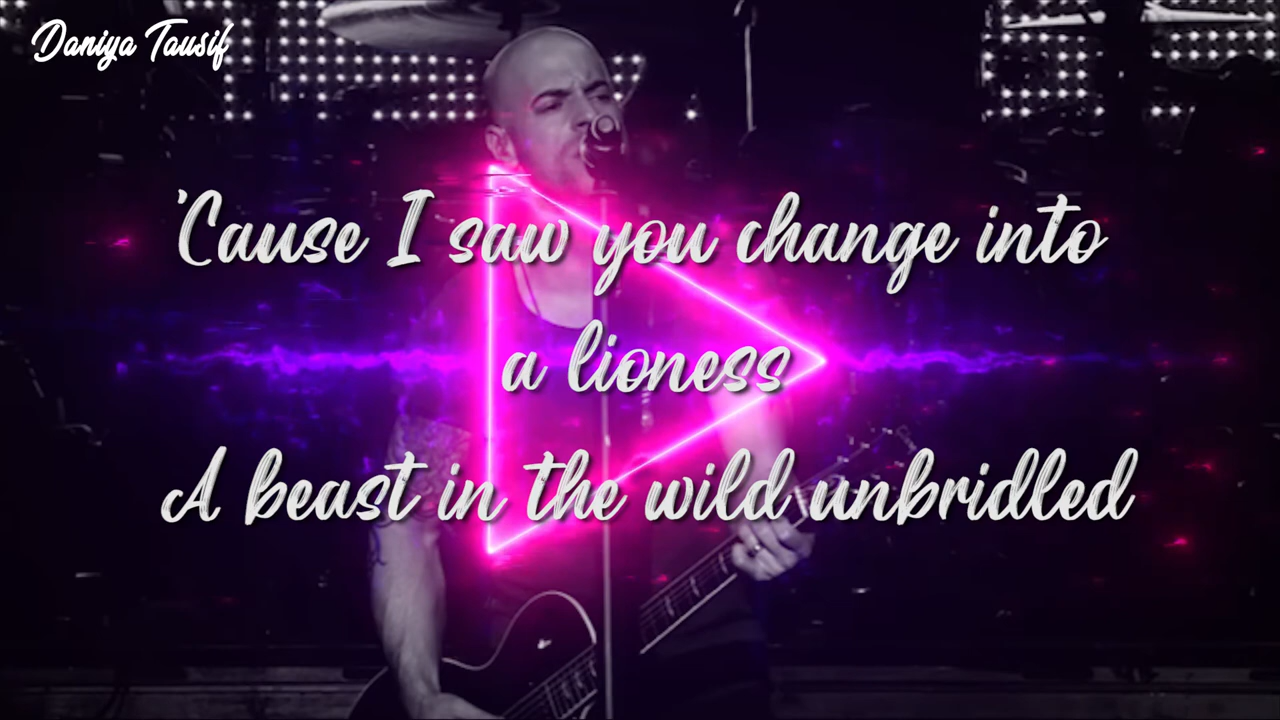 Daniya Tausif
'Cause I saw you change into
a lioness
A beast in the wild unbridled